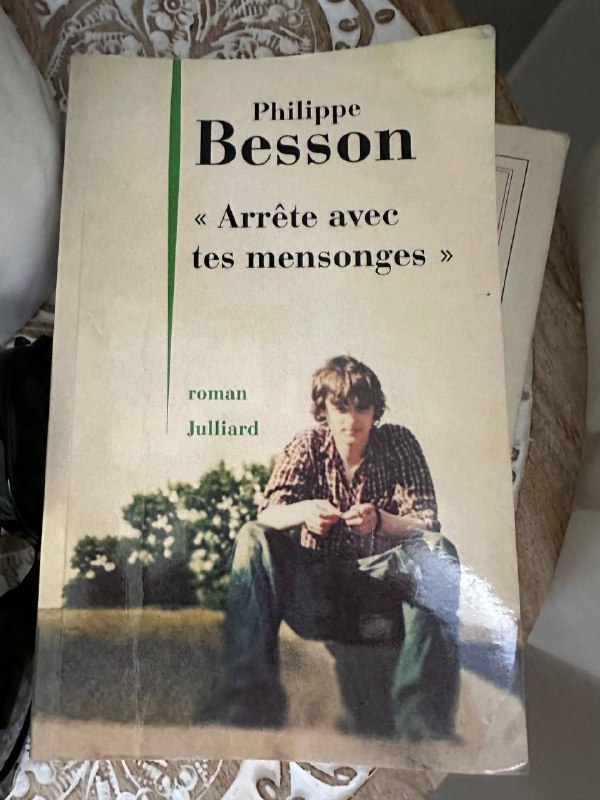 Philippe
Besson
« Arrête avec
tes mensonges »
roman
Julliard